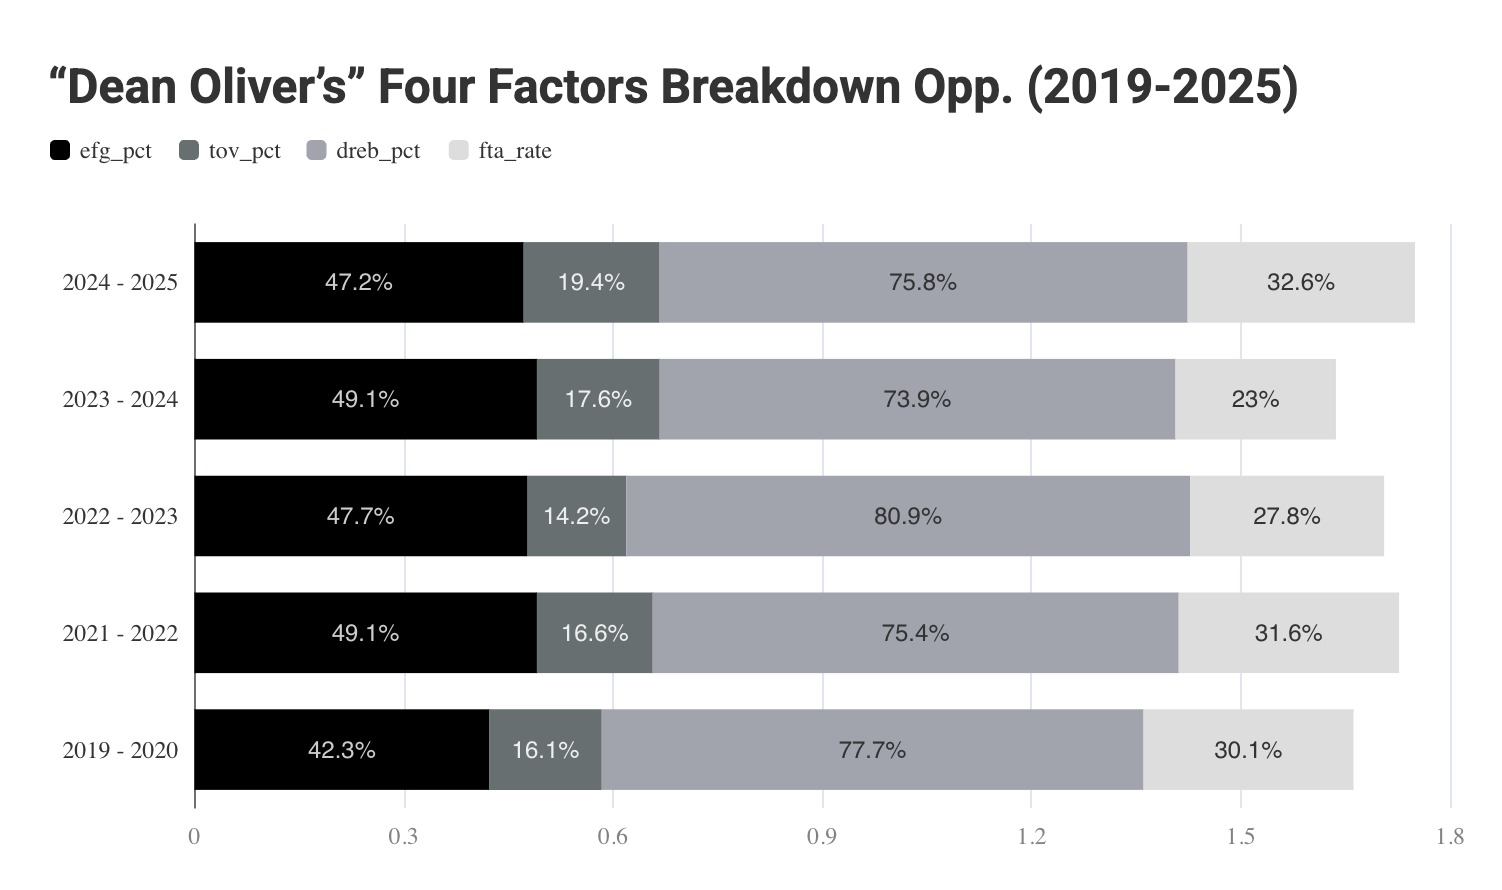 “Dean Oliver’s” Four Factors Breakdown Opp. (2019-2025)
efg_pct tov_pct dreb_pct fta_rate
2024 - 2025 47.2% 19.4% 75.8% 32.6%
2023 - 2024 49.1% 17.6% 73.9% 23%
2022 - 2023 47.7% 14.2% 80.9% 27.8%
2021 - 2022 49.1% 16.6% 75.4% 31.6%
2019 - 2020 42.3% 16.1% 77.7% 30.1%
0 0.3 0.6 0.9 1.2 1.5 1.8